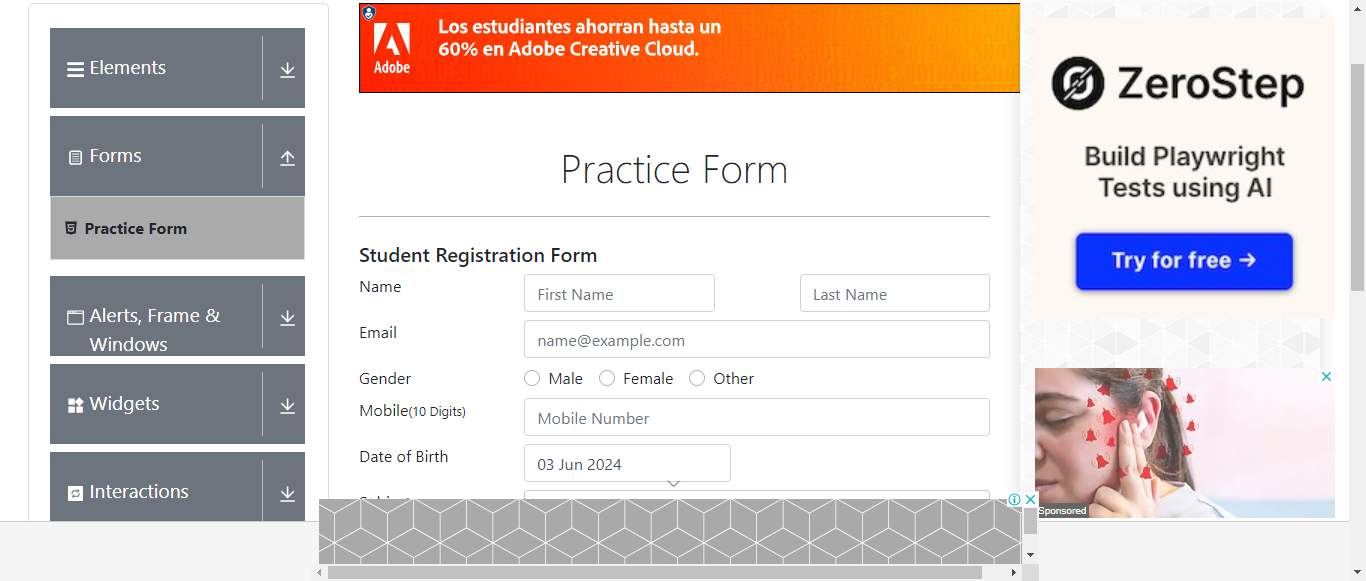 Elements
Forms
Practice Form
Alerts, Frame &
Windows
Widgets
Interactions
Adobe
Los estudiantes ahorran hasta un
60% en Adobe Creative Cloud.
Practice Form
Student Registration Form
Name
First Name
Last Name
Email
name@example.com
Gender
Male
Female
Other
Mobile(10 Digits)
Mobile Number
Date of Birth
03 Jun 2024
ZeroStep
Build Playwright
Tests using AI
Try for free →
Sponsored